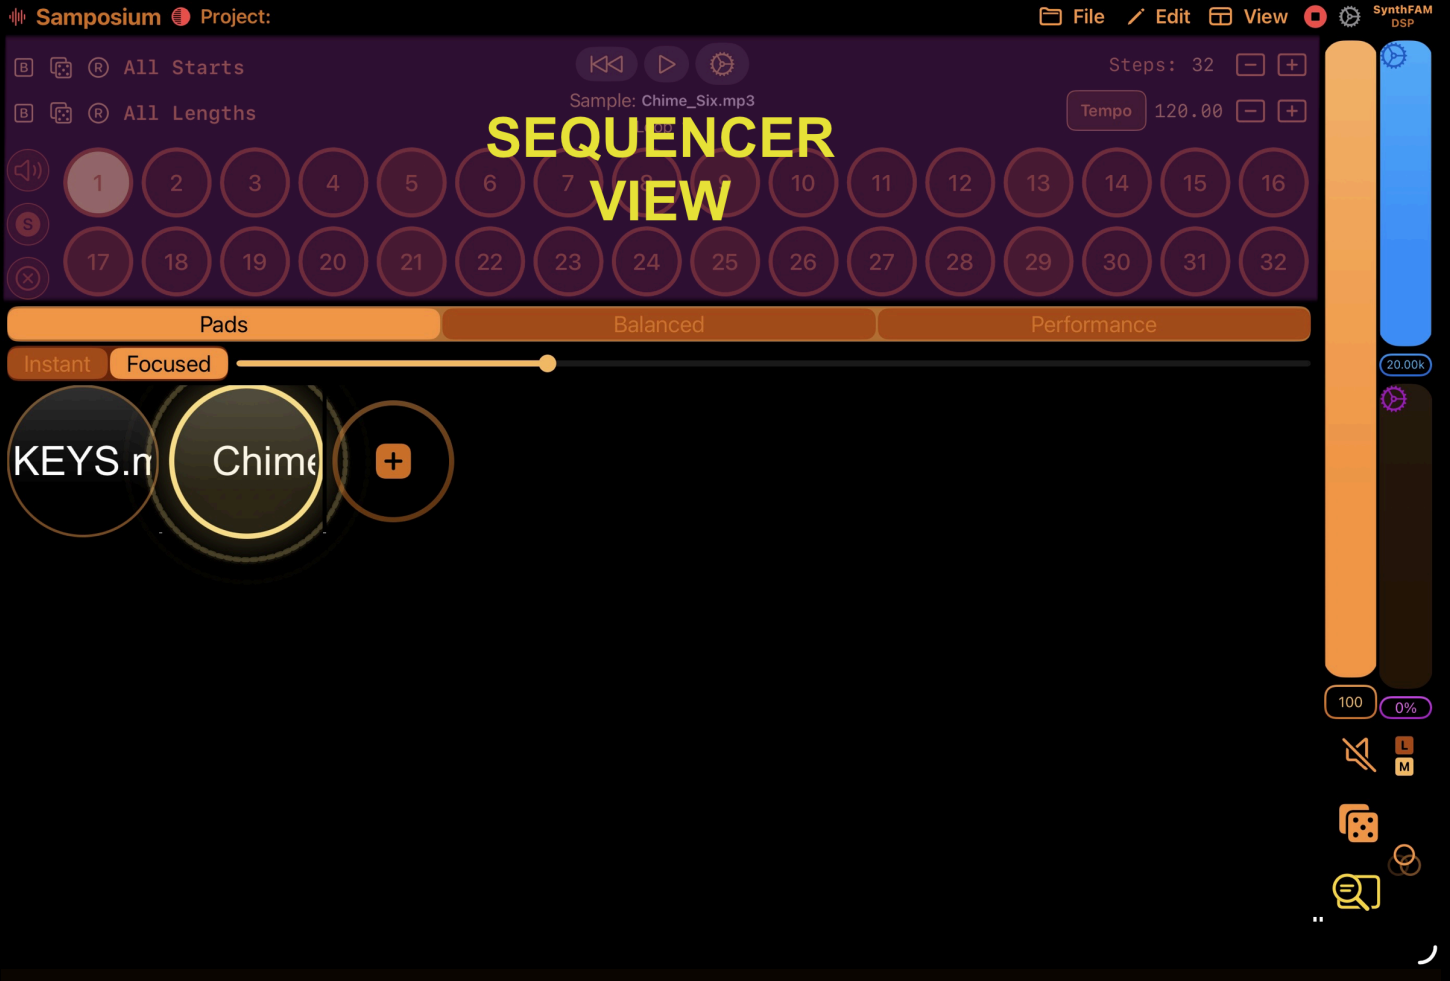 Samposium Project: File Edit View SynthFAM DSP
B R All Starts
Steps: 32
Sample: Chime_Six.mp3
B R All Lengths
Tempo 120.00
SEQUENCER
VIEW
1 2 3 4 5 6 7 8 9 10 11 12 13 14 15 16
S
17 18 19 20 21 22 23 24 25 26 27 28 29 30 31 32
Pads Balanced Performance
Instant Focused
20.00k
KEYS.m Chime
100
0%
L
M